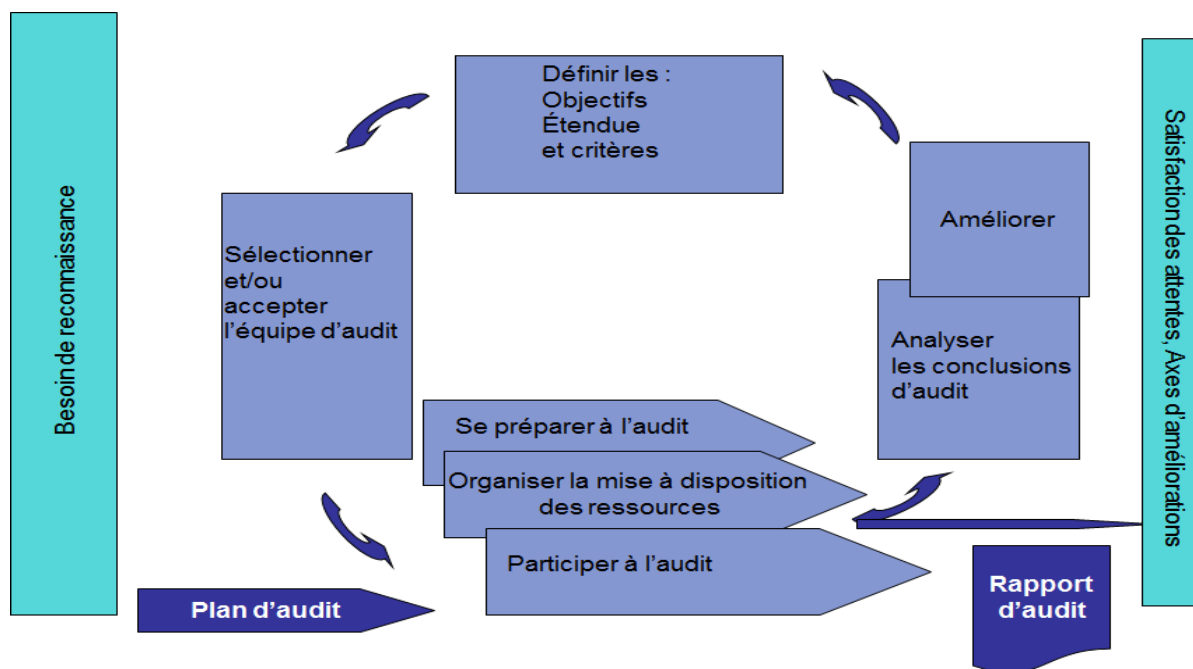 Besoin de reconnaissance
Définir les :
Objectifs
Étendue
et critères
Sélectionner
et/ou
accepter
l’équipe d’audit
Se préparer à l’audit
Organiser la mise à disposition
des ressources
Participer à l’audit
Plan d’audit
Améliorer
Analyser
les conclusions
d’audit
Rapport
d’audit
Satisfaction des attentes, Axes d’améliorations